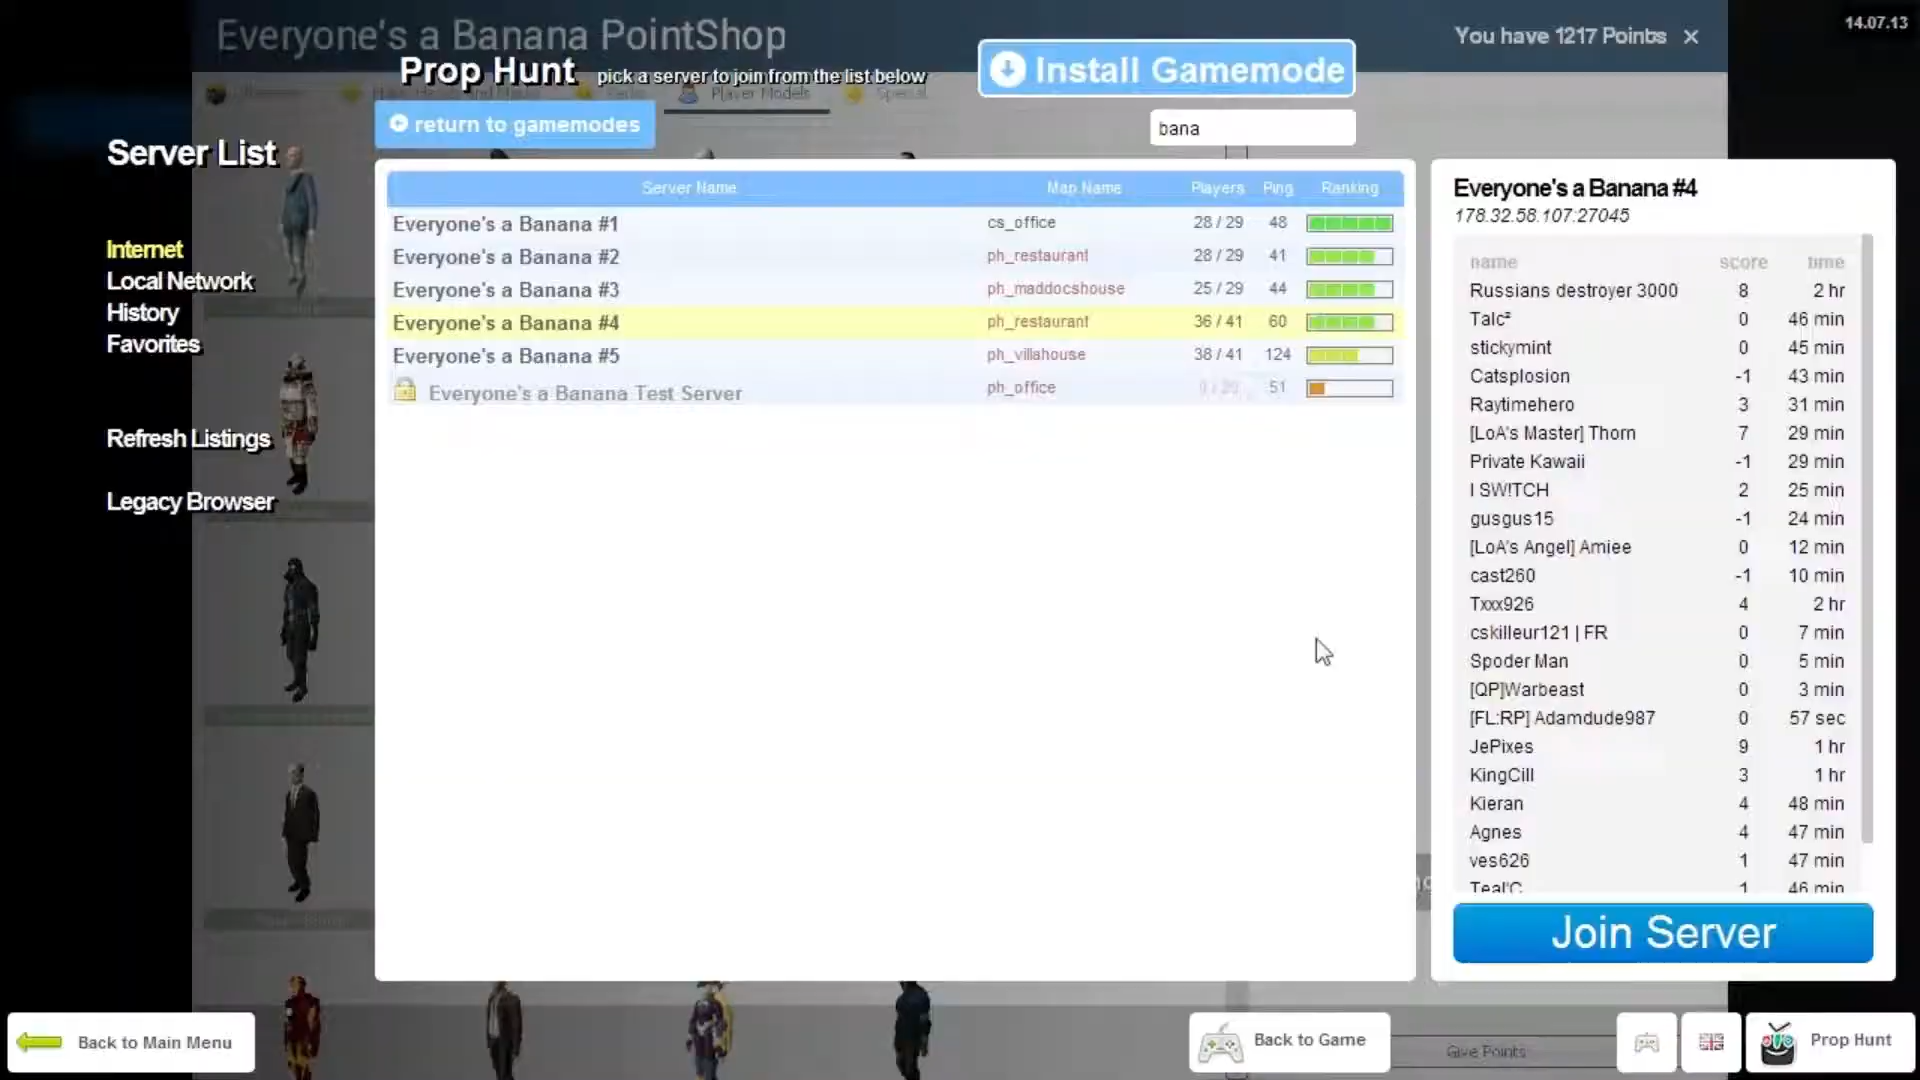 Everyone's a Banana PointShop
You have 1217 Points
14.07.13
Prop Hunt pick a server to join from the list below
Install Gamemode
Player Models
Special
return to gamemodes
bana
Server List
Internet
Local Network
History
Favorites
Refresh Listings
Legacy Browser
Server Name Map Name Players Ping Ranking
Everyone's a Banana #1 cs_office 28 / 29 48
Everyone's a Banana #2 ph_restaurant 28 / 29 41
Everyone's a Banana #3 ph_maddocshouse 25 / 29 44
Everyone's a Banana #4 ph_restaurant 36 / 41 60
Everyone's a Banana #5 ph_villahouse 38 / 41 124
Everyone's a Banana Test Server ph_office 51
Everyone's a Banana #4
178.32.58.107:27045
name score time
Russians destroyer 3000 8 2 hr
Talc² 0 46 min
stickymint 0 45 min
Catsplosion -1 43 min
Raytimehero 3 31 min
[LoA's Master] Thorn 7 29 min
Private Kawaii -1 29 min
I SW!TCH 2 25 min
gusgus15 -1 24 min
[LoA's Angel] Amiee 0 12 min
cast260 -1 10 min
Txxx926 4 2 hr
cskilleur121 | FR 0 7 min
Spoder Man 0 5 min
[QP]Warbeast 0 3 min
[FL:RP] Adamdude987 0 57 sec
JePixes 9 1 hr
KingCill 3 1 hr
Kieran 4 48 min
Agnes 4 47 min
ves626 1 47 min
Teal'C 1 46 min
Join Server
Back to Main Menu
Back to Game
Give Points
Prop Hunt